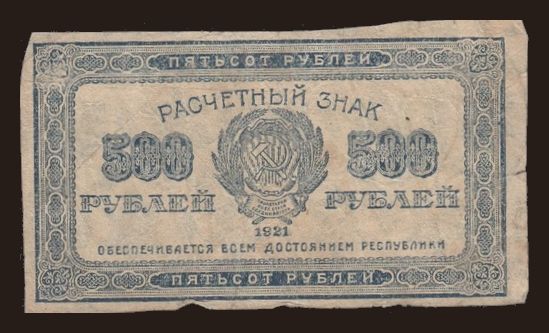 ПЯТЬСОТ РУБЛЕЙ
РАСЧЕТНЫЙ ЗНАК
500 500
РУБЛЕЙ РУБЛЕЙ
1921
ОБЕСПЕЧИВАЕТСЯ ВСЕМ ДОСТОЯНИЕМ РЕСПУБЛИКИ
ПЯТЬСОТ РУБЛЕЙ